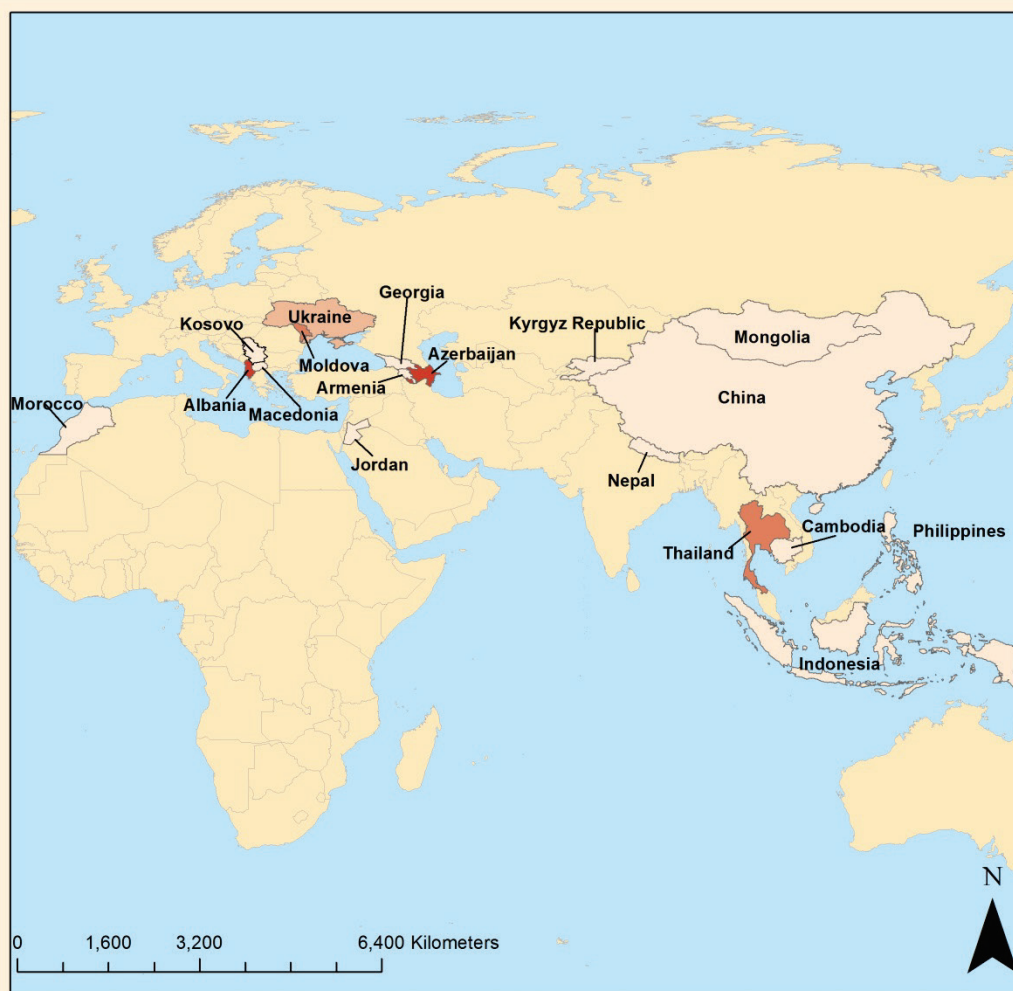 Georgia
Ukraine
Kosovo
Kyrgyz Republic
Mongolia
Moldova
Azerbaijan
Armenia
China
Morocco
Albania
Macedonia
Jordan
Nepal
Cambodia
Philippines
Thailand
Indonesia
N
0 1,600 3,200 6,400 Kilometers